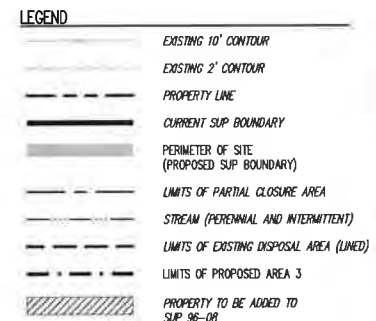 LEGEND
EXISTING 10' CONTOUR
EXISTING 2' CONTOUR
PROPERTY LINE
CURRENT SUP BOUNDARY
PERIMETER OF SITE
(PROPOSED SUP BOUNDARY)
LIMITS OF PARTIAL CLOSURE AREA
STREAM (PERENNIAL AND INTERMITTENT)
LIMITS OF EXISTING DISPOSAL AREA (LINED)
LIMITS OF PROPOSED AREA 3
PROPERTY TO BE ADDED TO
SUP 96-08